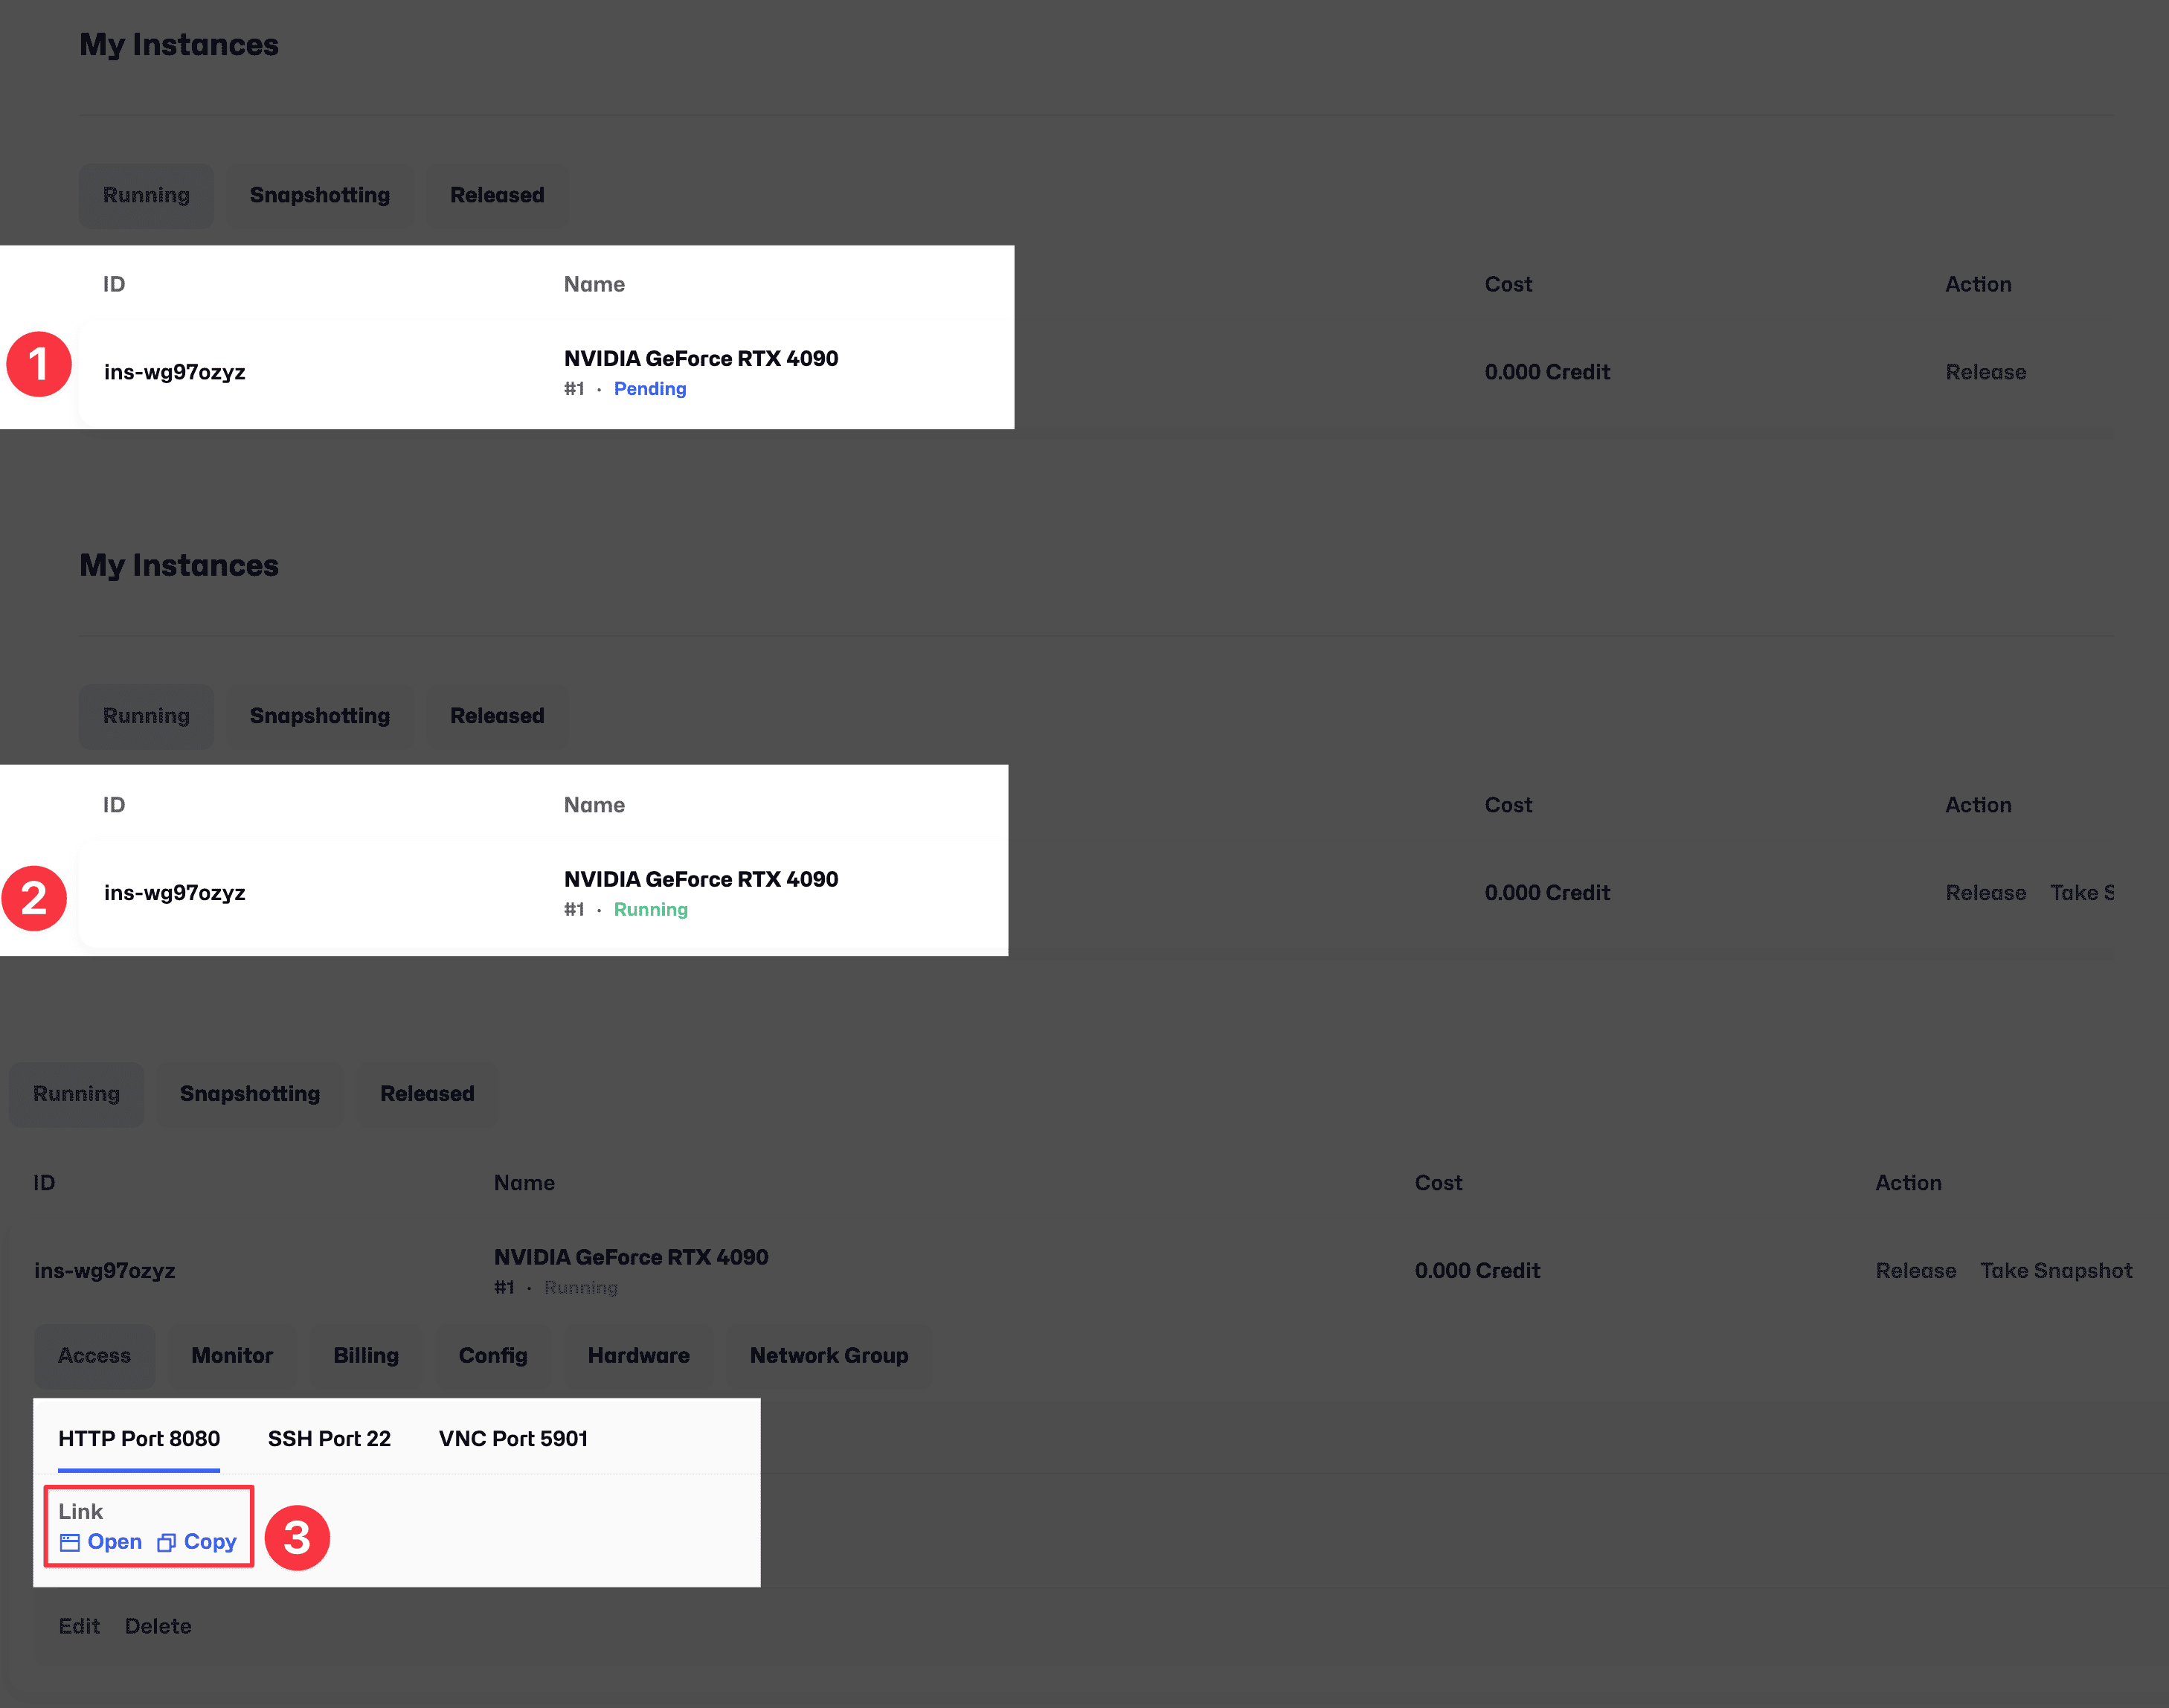 My Instances
Running Snapshotting Released
ID Name Cost Action
1 ins-wg97ozyz NVIDIA GeForce RTX 4090 0.000 Credit Release
#1 · Pending
My Instances
Running Snapshotting Released
ID Name Cost Action
2 ins-wg97ozyz NVIDIA GeForce RTX 4090 0.000 Credit Release Take S
#1 · Running
Running Snapshotting Released
ID Name Cost Action
ins-wg97ozyz NVIDIA GeForce RTX 4090 0.000 Credit Release Take Snapshot
#1 · Running
Access Monitor Billing Config Hardware Network Group
HTTP Port 8080 SSH Port 22 VNC Port 5901
Link
Open Copy 3
Edit Delete